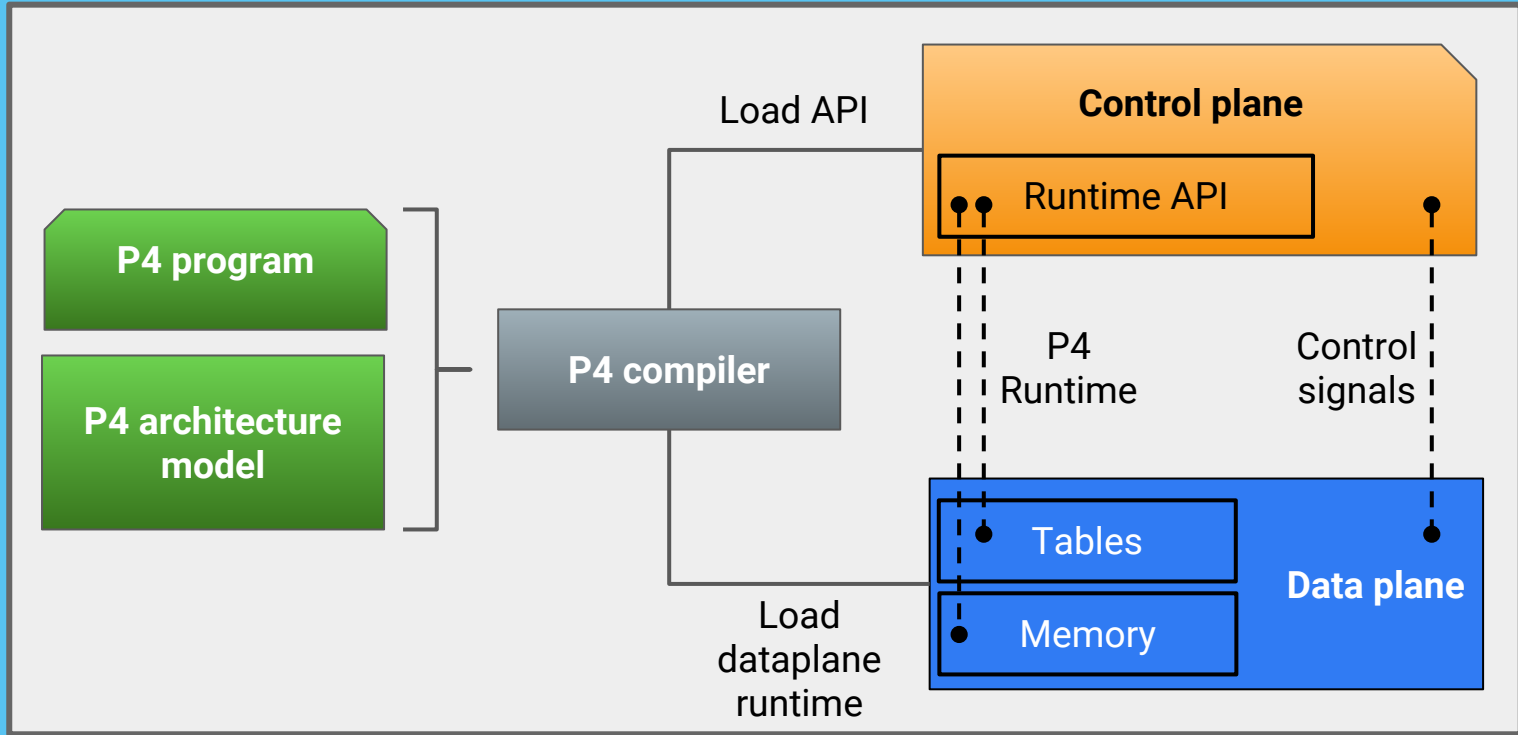 Load API
Control plane
Runtime API
P4 program
P4 architecture
model
P4 compiler
P4
Runtime
Control
signals
Tables
Data plane
Memory
Load
dataplane
runtime